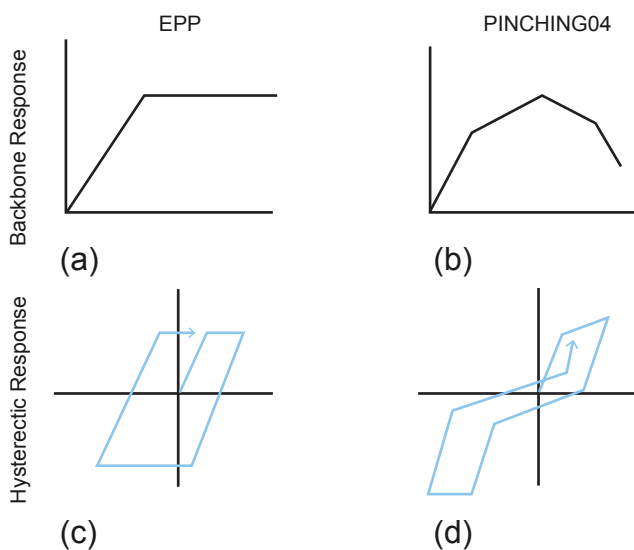 EPP
PINCHING04
Backbone Response
(a)
(b)
Hysterectic Response
(c)
(d)